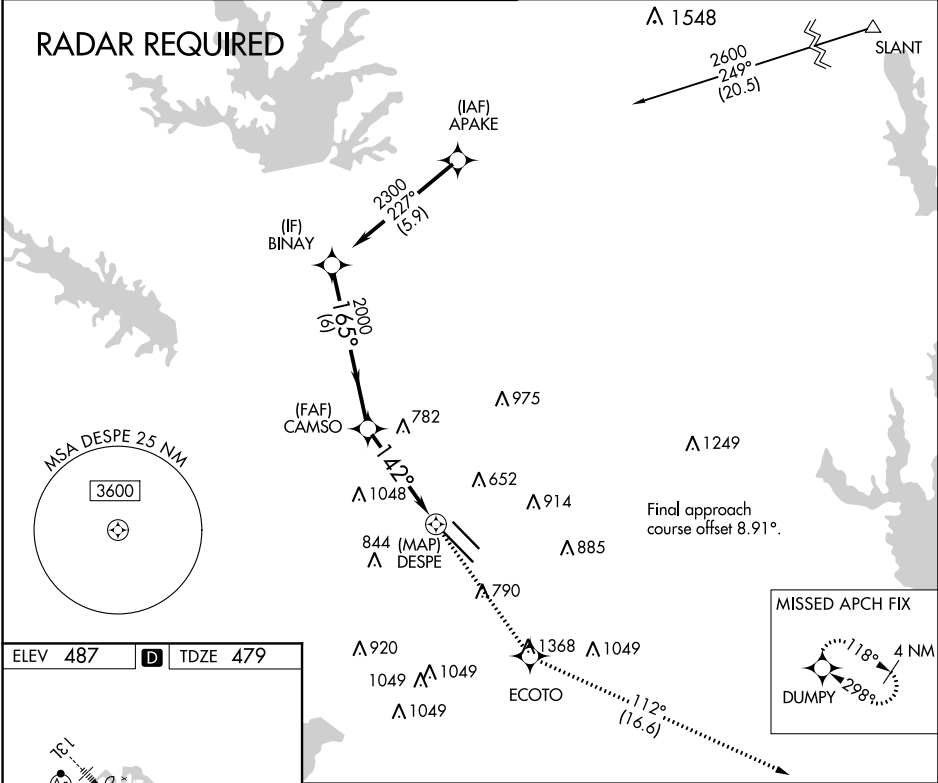 RADAR REQUIRED
1548
SLANT
2600
249°
(20.5)
(IAF)
APAKE
2300
227°
(5.9)
(IF)
BINAY
2000
165°
(6)
(FAF)
CAMSO
782
975
1249
142°
652
1048
914
Final approach
course offset 8.91°.
MSA DESPE 25 NM
3600
844
(MAP)
DESPE
885
790
MISSED APCH FIX
118°
4 NM
DUMPY
298°
920
1368
1049
1049
1049
1049
ECOTO
112°
(16.6)
ELEV 487 D TDZE 479
13L